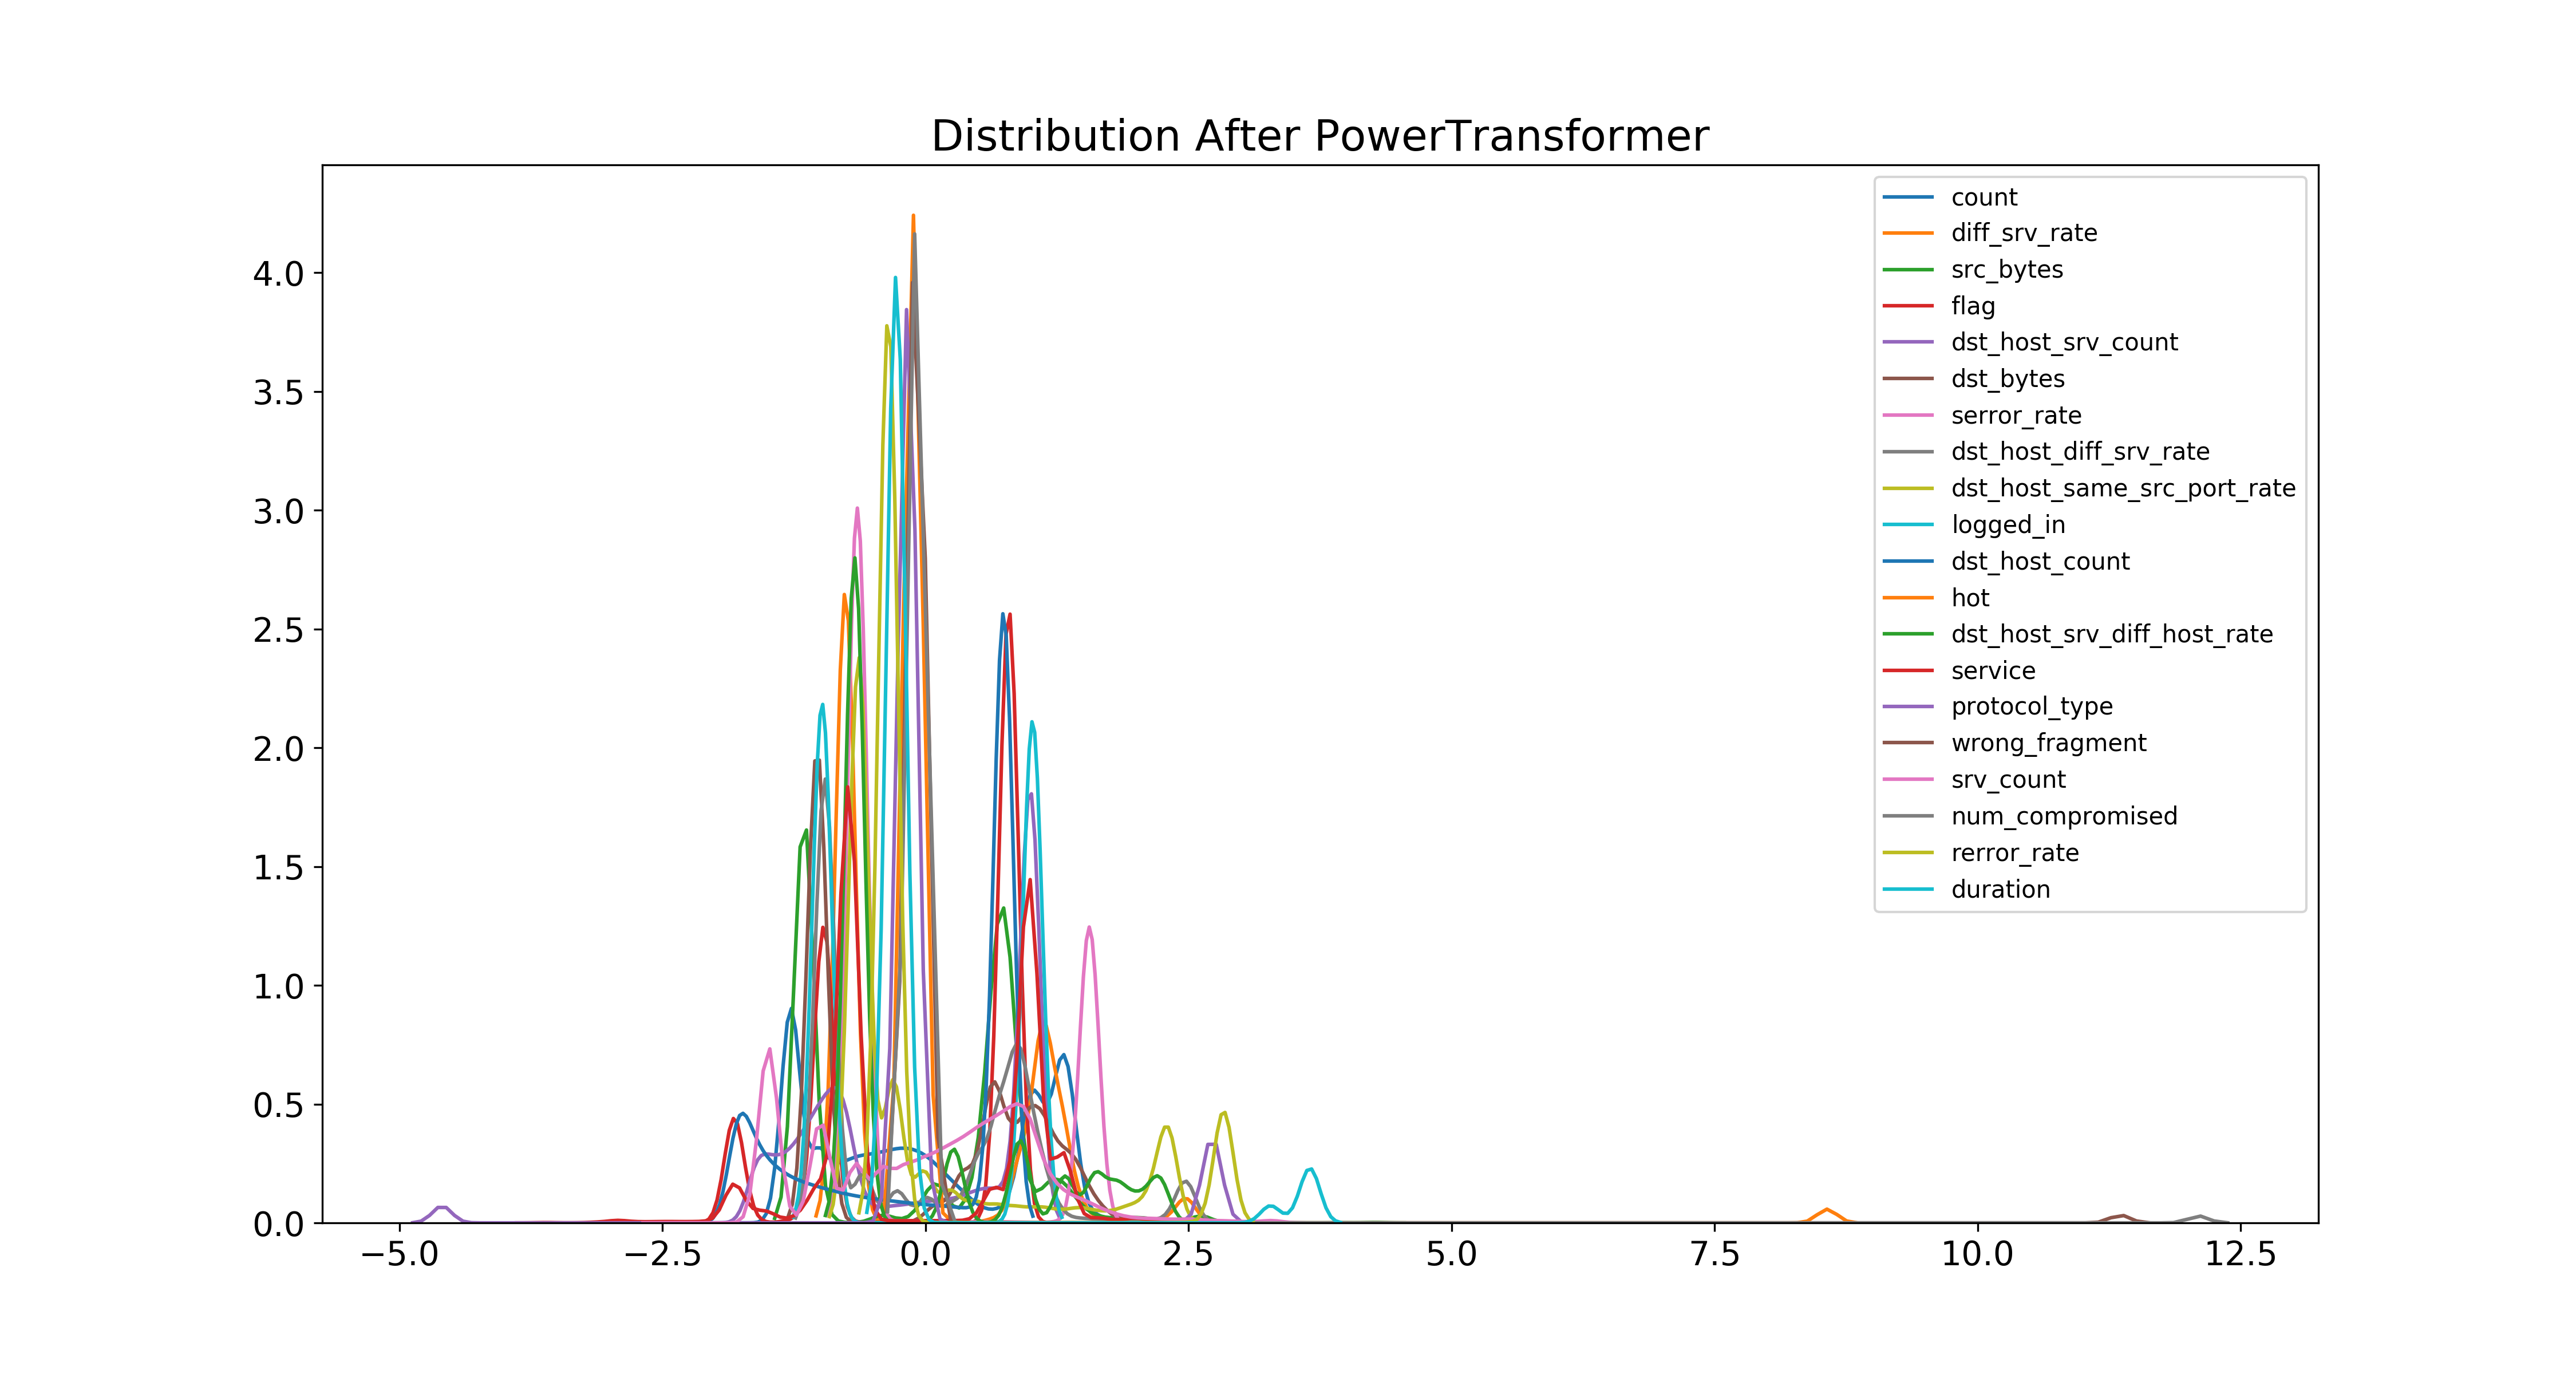 Distribution After PowerTransformer
4.0
3.5
3.0
2.5
2.0
1.5
1.0
0.5
0.0
−5.0
−2.5
0.0
2.5
5.0
7.5
10.0
12.5
count
diff_srv_rate
src_bytes
flag
dst_host_srv_count
dst_bytes
serror_rate
dst_host_diff_srv_rate
dst_host_same_src_port_rate
logged_in
dst_host_count
hot
dst_host_srv_diff_host_rate
service
protocol_type
wrong_fragment
srv_count
num_compromised
rerror_rate
duration